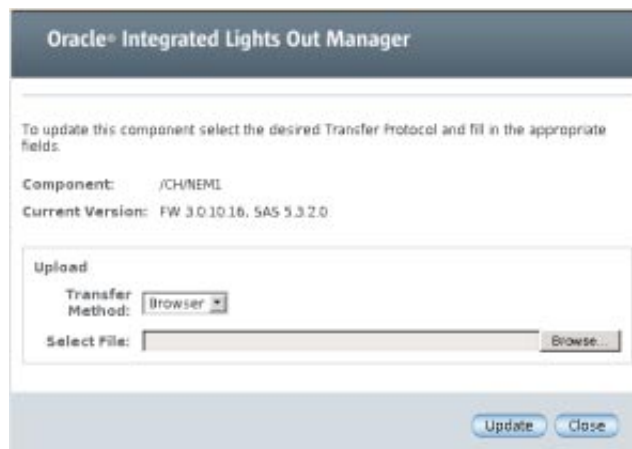 Oracle® Integrated Lights Out Manager
To update this component select the desired Transfer Protocol and fill in the appropriate
fields.
Component: /CH/NEM1
Current Version: FW 3.0.10.16, SAS 5.3.2.0
Upload
Transfer
Method: Browser
Select File: Browse...
Update Close